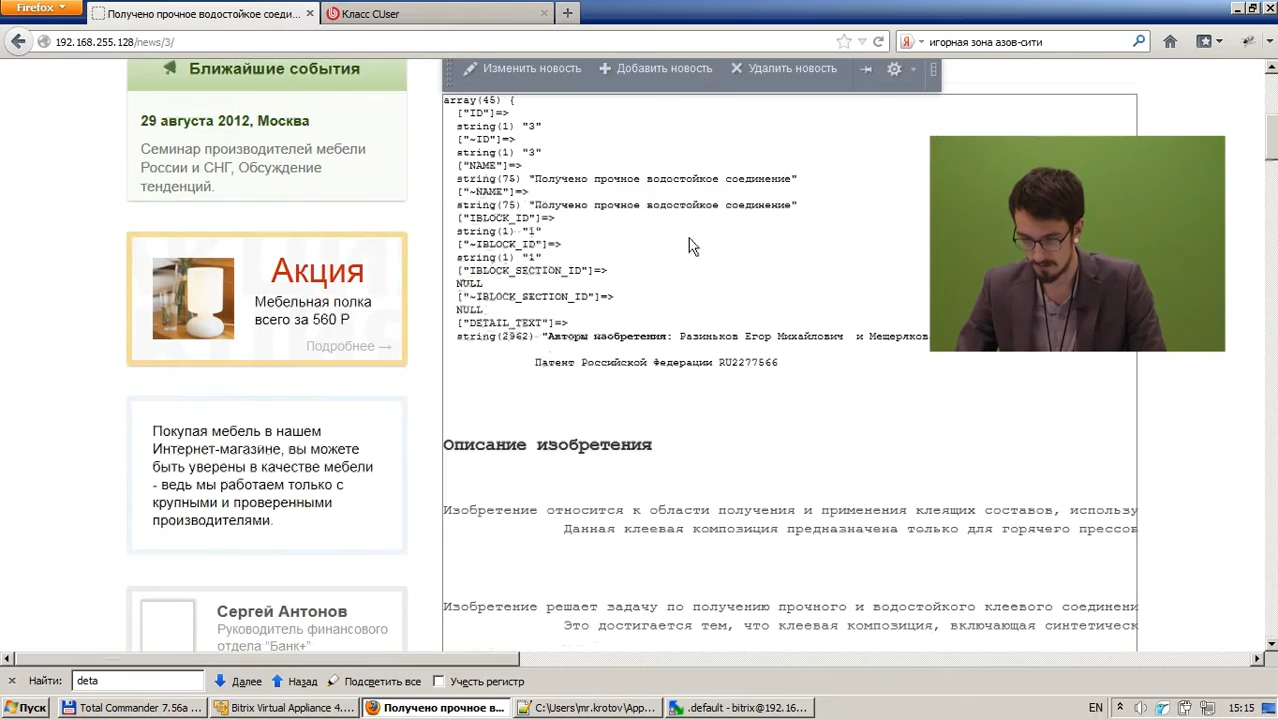 Firefox
Получено прочное водостойкое соеди...
Класс CUser
192.168.255.128/news/3/
игорная зона азов-сити
Ближайшие события
29 августа 2012, Москва
Семинар производителей мебели
России и СНГ, Обсуждение
тенденций.
Акция
Мебельная полка
всего за 560 Р
Подробнее →
Покупая мебель в нашем
Интернет-магазине, вы можете
быть уверены в качестве мебели
- ведь мы работаем только с
крупными и проверенными
производителями.
Сергей Антонов
Руководитель финансового
отдела "Банк+"
Изменить новость Добавить новость Удалить новость
array(45) {
["ID"]=>
string(1) "3"
["~ID"]=>
string(1) "3"
["NAME"]=>
string(75) "Получено прочное водостойкое соединение"
["~NAME"]=>
string(75) "Получено прочное водостойкое соединение"
["IBLOCK_ID"]=>
string(1) "1"
["~IBLOCK_ID"]=>
string(1) "1"
["IBLOCK_SECTION_ID"]=>
NULL
["~IBLOCK_SECTION_ID"]=>
NULL
["DETAIL_TEXT"]=>
string(2962) "Авторы изобретения: Разиньков Егор Михайлович и Мещерляков
Патент Российской Федерации RU2277566
Описание изобретения
Изобретение относится к области получения и применения клеящих составов, использу
Данная клеевая композиция предназначена только для горячего прессов
Изобретение решает задачу по получению прочного и водостойкого клеевого соединени
Это достигается тем, что клеевая композиция, включающая синтетическ
Найти: deta Далее Назад Подсветить все Учесть регистр
Пуск Total Commander 7.56a ... Bitrix Virtual Appliance 4.... Получено прочное в... C:\Users\mr.krotov\App... .default - bitrix@192.16... EN 15:15